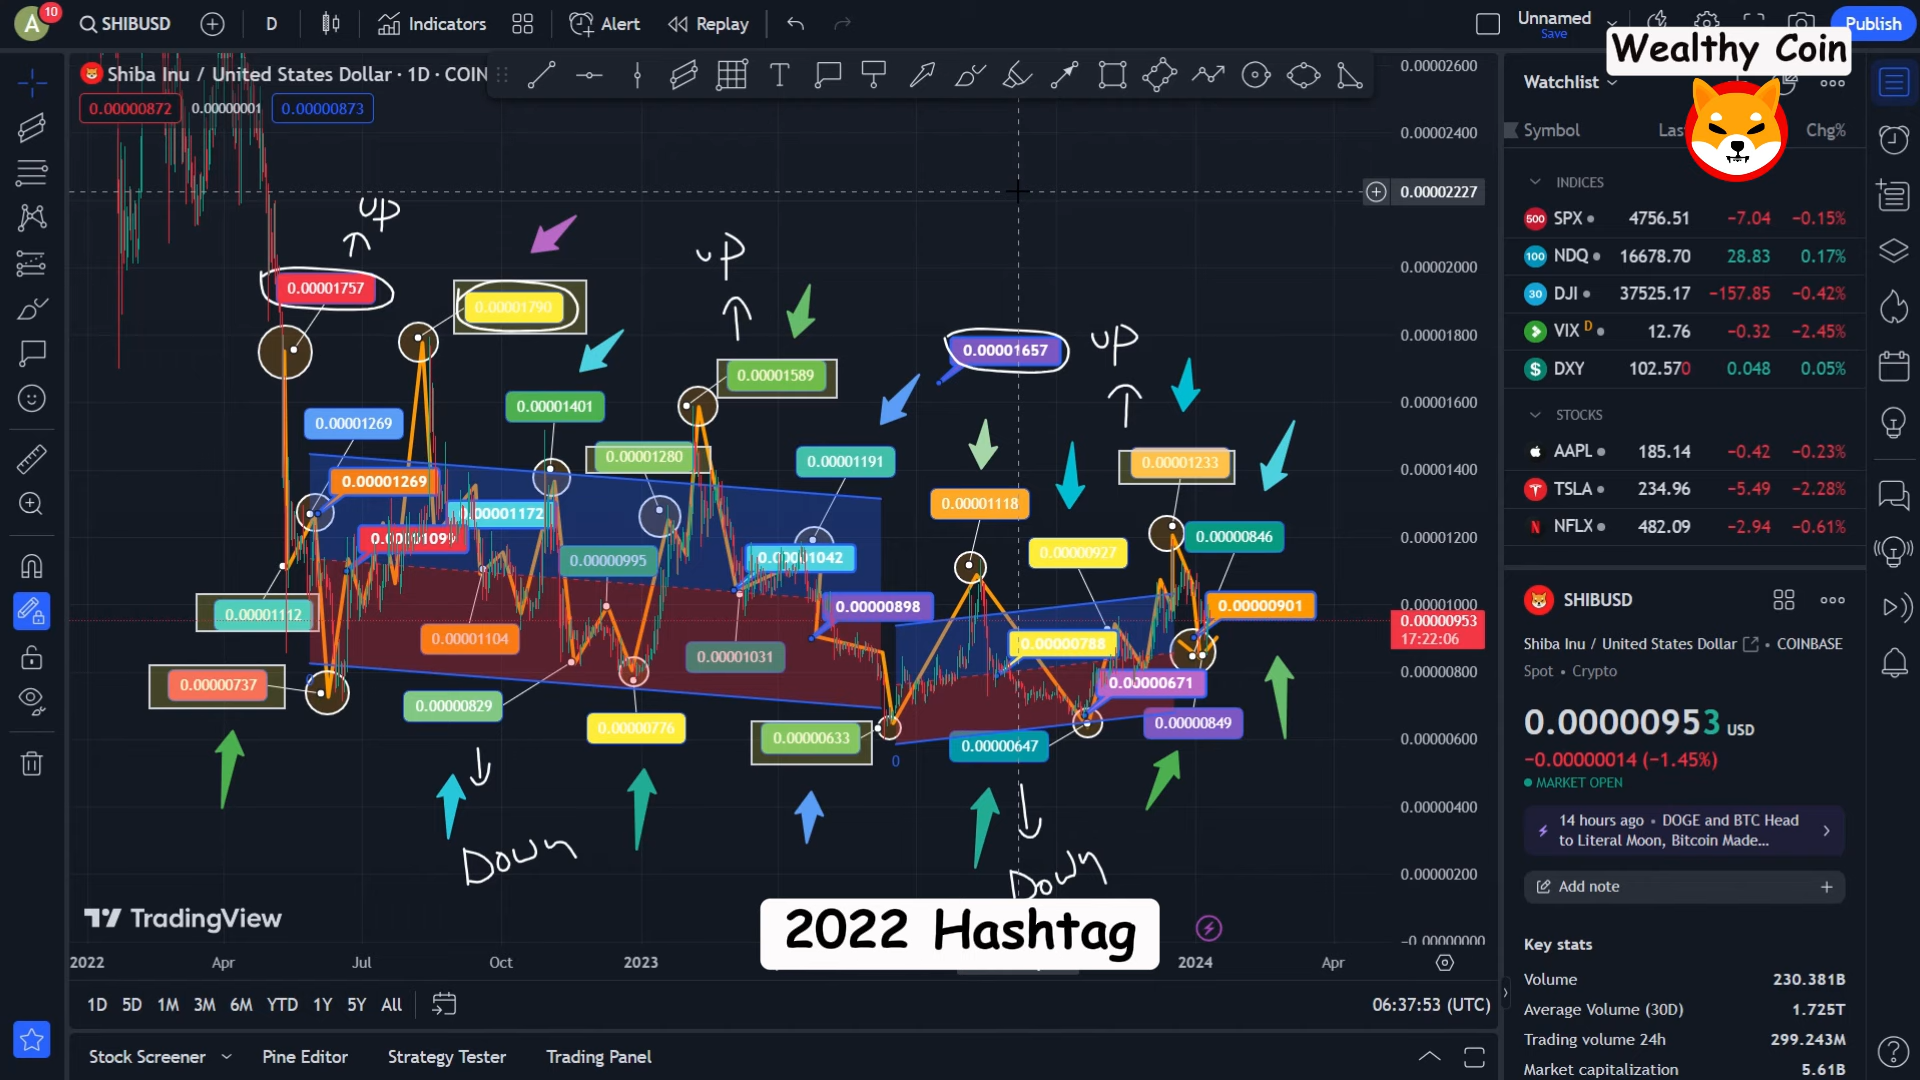 A
10
SHIBUSD
D
Indicators
Alert
Replay
Unnamed
Save
Publish
Wealthy Coin
Shiba Inu / United States Dollar · 1D · COIN
0.00000872
0.00000001
0.00000873
0.00002600
0.00002400
0.00002227
0.00002000
0.00001800
0.00001600
0.00001400
0.00001200
0.00001000
0.00000953
17:22:06
0.00000800
0.00000600
0.00000400
0.00000200
-0.00000000
up
up
up
0.00001757
0.00001790
0.00001589
0.00001657
0.00001269
0.00001401
0.00001280
0.00001191
0.00001233
0.00001269
0.00001172
0.00001118
0.00000846
0.00000995
0.00001042
0.00000927
0.00001112
0.00001104
0.00000898
0.00000901
0.00001031
0.00000788
0.00000737
0.00000829
0.00000776
0.00000633
0.00000647
0.00000671
0.00000849
0
0
Down
Down
TradingView
2022 Hashtag
2022
Apr
Jul
Oct
2023
2024
Apr
1D
5D
1M
3M
6M
YTD
1Y
5Y
All
06:37:53 (UTC)
Stock Screener
Pine Editor
Strategy Tester
Trading Panel
Watchlist
Symbol
Chg%
INDICES
500 SPX 4756.51 −7.04 −0.15%
100 NDQ 16678.70 28.83 0.17%
30 DJI 37525.17 −157.85 −0.42%
VIX D 12.76 −0.32 −2.45%
$ DXY 102.570 0.048 0.05%
STOCKS
AAPL 185.14 −0.42 −0.23%
TSLA 234.96 −5.49 −2.28%
N NFLX 482.09 −2.94 −0.61%
SHIBUSD
Shiba Inu / United States Dollar • COINBASE
Spot • Crypto
0.00000953 USD
−0.00000014 (−1.45%)
MARKET OPEN
14 hours ago • DOGE and BTC Head
to Literal Moon, Bitcoin Made...
Add note
Key stats
Volume 230.381B
Average Volume (30D) 1.725T
Trading volume 24h 299.243M
Market capitalization 5.61B